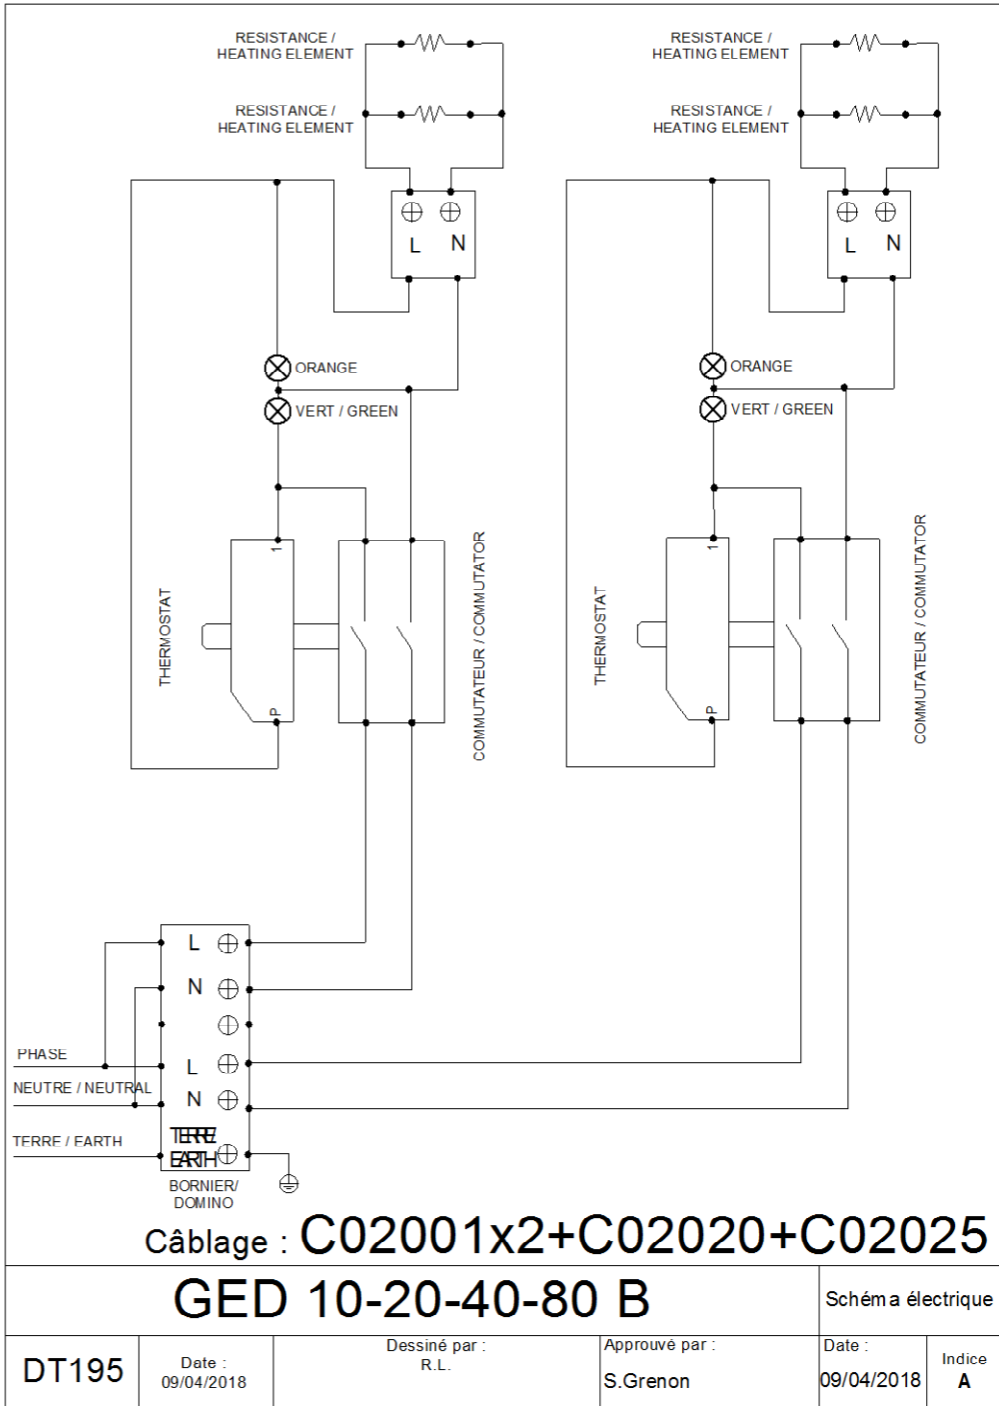 RESISTANCE /
HEATING ELEMENT
RESISTANCE /
HEATING ELEMENT
RESISTANCE /
HEATING ELEMENT
RESISTANCE /
HEATING ELEMENT
L N
L N
ORANGE
VERT / GREEN
ORANGE
VERT / GREEN
1
THERMOSTAT
P
COMMUTATEUR / COMMUTATOR
1
THERMOSTAT
P
COMMUTATEUR / COMMUTATOR
L
N
PHASE
L
NEUTRE / NEUTRAL
N
TERRE / EARTH
TERRE/
EARTH
BORNIER/
DOMINO
Câblage : C02001x2+C02020+C02025
GED 10-20-40-80 B
Schéma électrique
DT195
Date :
09/04/2018
Dessiné par :
R.L.
Approuvé par :
S.Grenon
Date :
09/04/2018
Indice
A